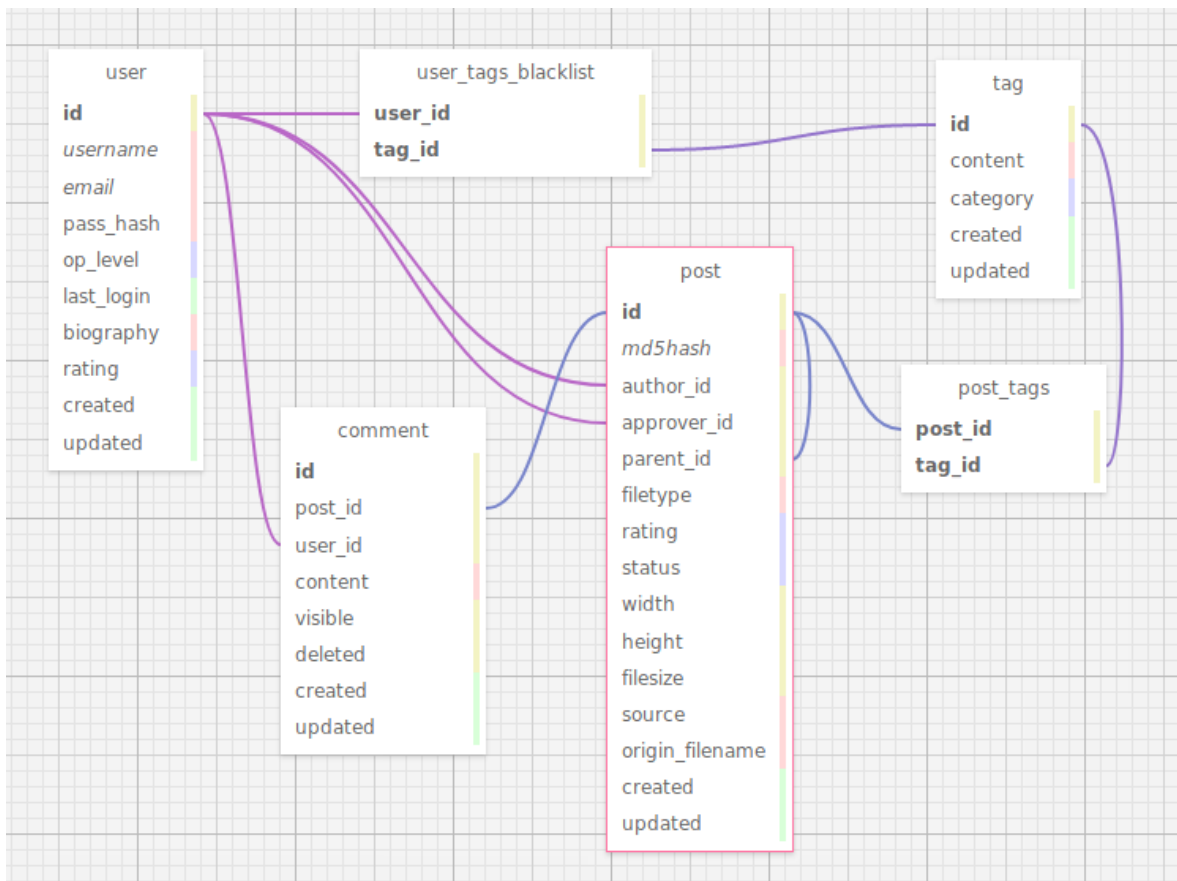 user
id
username
email
pass_hash
op_level
last_login
biography
rating
created
updated
user_tags_blacklist
user_id
tag_id
tag
id
content
category
created
updated
post
id
md5hash
author_id
approver_id
parent_id
filetype
rating
status
width
height
filesize
source
origin_filename
created
updated
post_tags
post_id
tag_id
comment
id
post_id
user_id
content
visible
deleted
created
updated